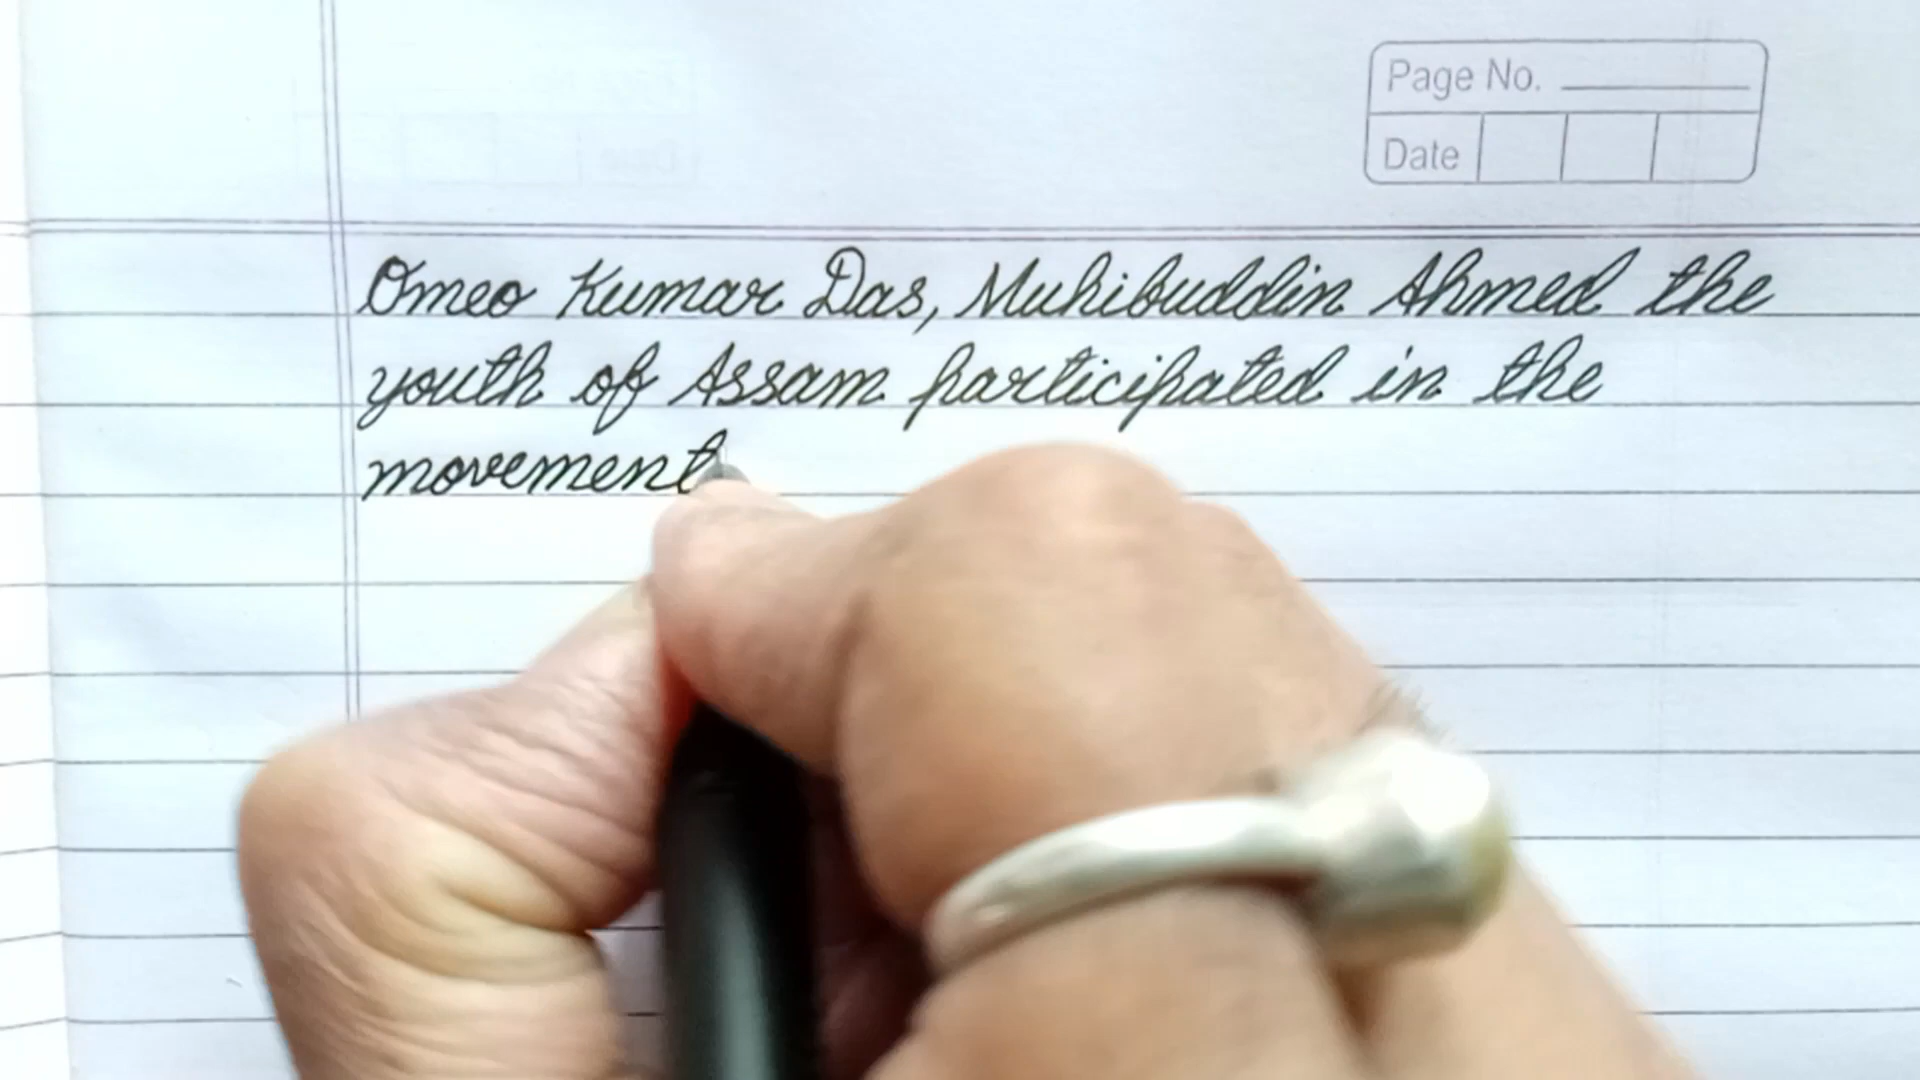 Page No.
Date
Omeo Kumar Das, Muhibuddin Ahmed the
youth of Assam participated in the
movement